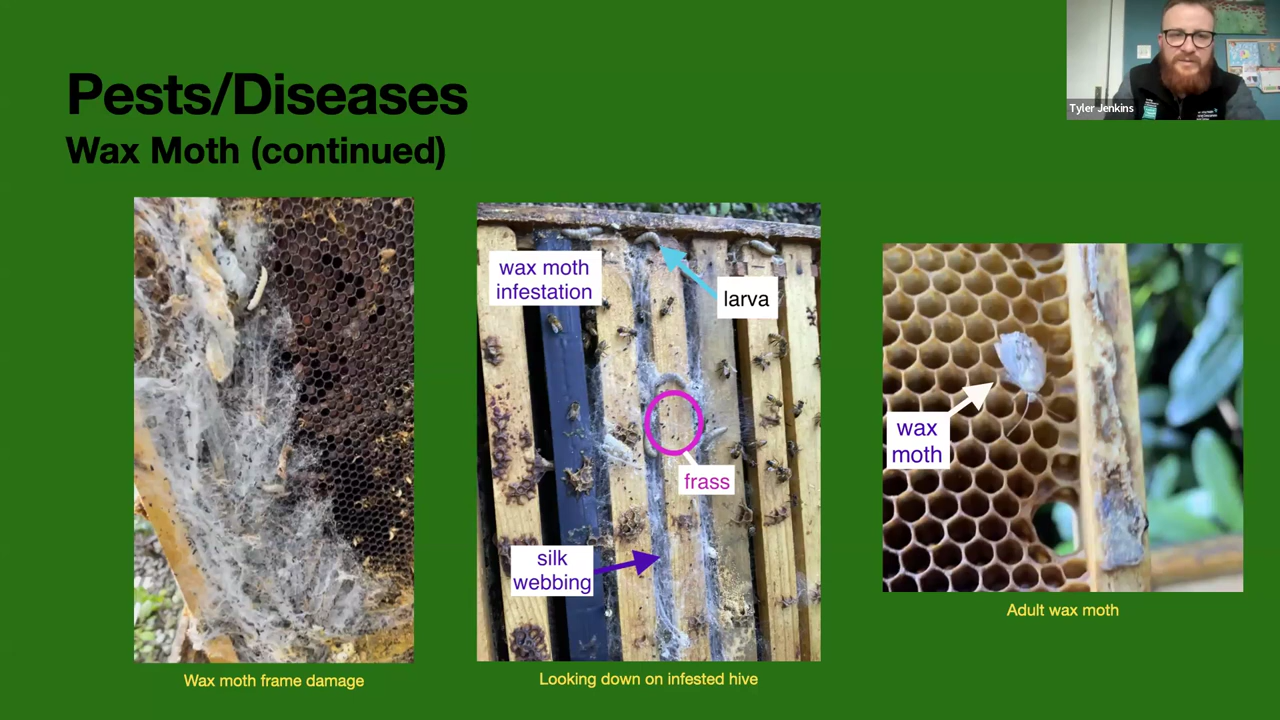 Tyler Jenkins
Pests/Diseases
Wax Moth (continued)
wax moth
infestation
larva
frass
silk
webbing
wax
moth
Wax moth frame damage
Looking down on infested hive
Adult wax moth